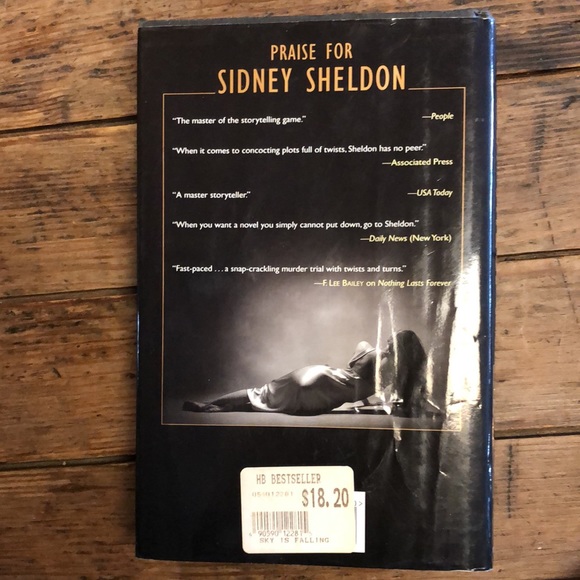 PRAISE FOR
SIDNEY SHELDON
“The master of the storytelling game.” —People
“When it comes to concocting plots full of twists, Sheldon has no peer.”
—Associated Press
“A master storyteller.” —USA Today
“When you want a novel you simply cannot put down, go to Sheldon.”
—Daily News (New York)
“Fast-paced . . . a snap-crackling murder trial with twists and turns.”
—F. LEE BAILEY on Nothing Lasts Forever
HB BESTSELLER
$18.20
SKY IS FALLING